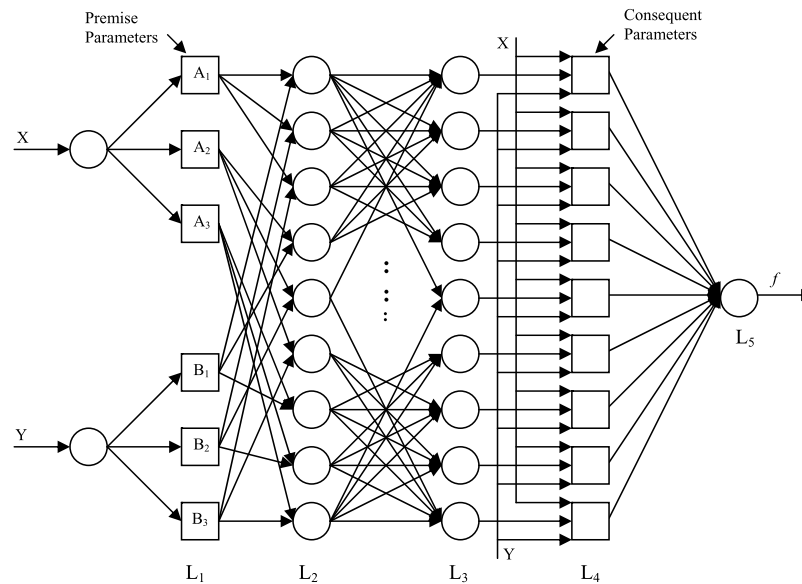 Premise
Parameters
X
Consequent
Parameters
A1
X
A2
A3
f
L5
B1
Y
B2
B3
Y
L1
L2
L3
L4